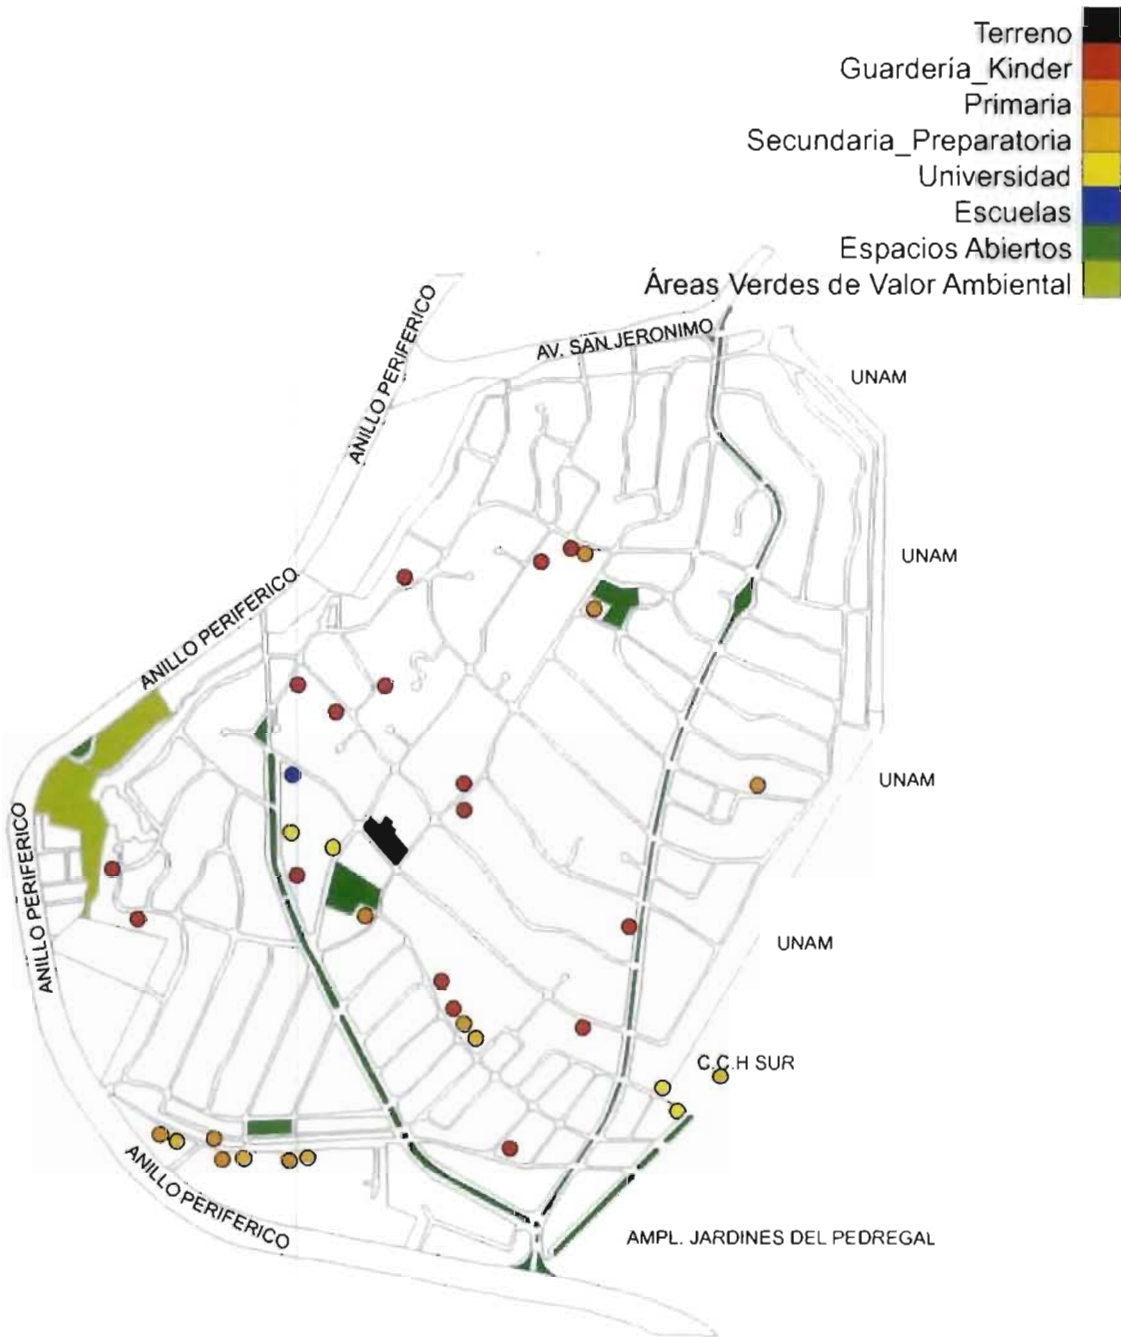 Terreno
Guardería_Kinder
Primaria
Secundaria_Preparatoria
Universidad
Escuelas
Espacios Abiertos
Áreas Verdes de Valor Ambiental
ANILLO PERIFERICO
AV. SAN JERONIMO
UNAM
UNAM
ANILLO PERIFERICO
UNAM
ANILLO PERIFERICO
UNAM
C.C.H SUR
ANILLO PERIFERICO
AMPL. JARDINES DEL PEDREGAL